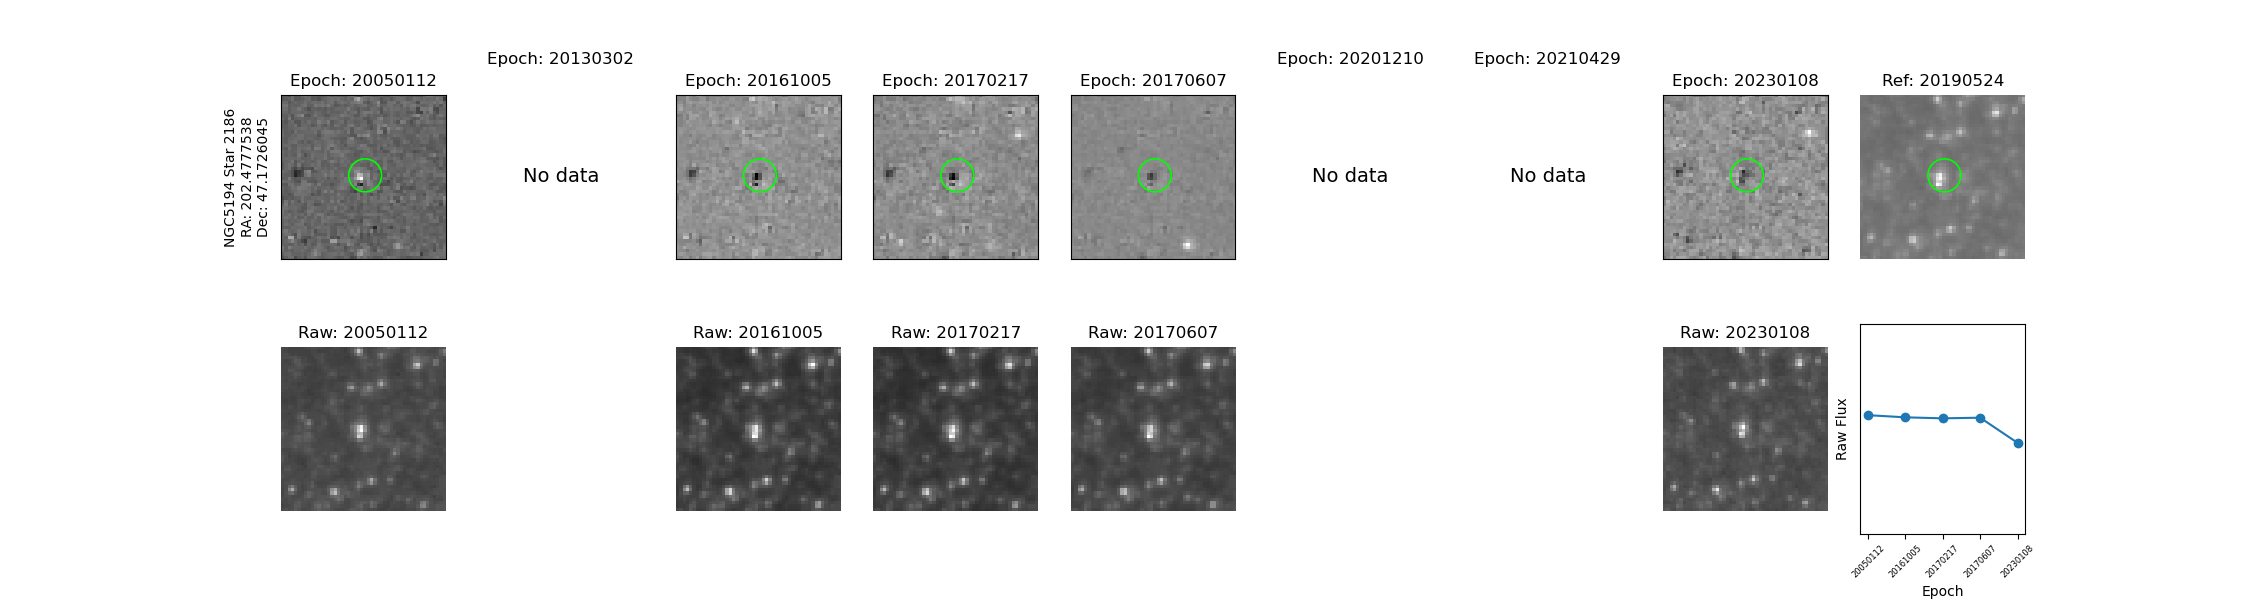 Epoch: 20130302
Epoch: 20201210
Epoch: 20210429
Epoch: 20050112
Epoch: 20161005
Epoch: 20170217
Epoch: 20170607
Epoch: 20230108
Ref: 20190524
NGC5194 Star 2186
RA: 202.4777538
Dec: 47.1726045
No data
No data
No data
Raw: 20050112
Raw: 20161005
Raw: 20170217
Raw: 20170607
Raw: 20230108
Raw Flux
20050112
20161005
20170217
20170607
20230108
Epoch